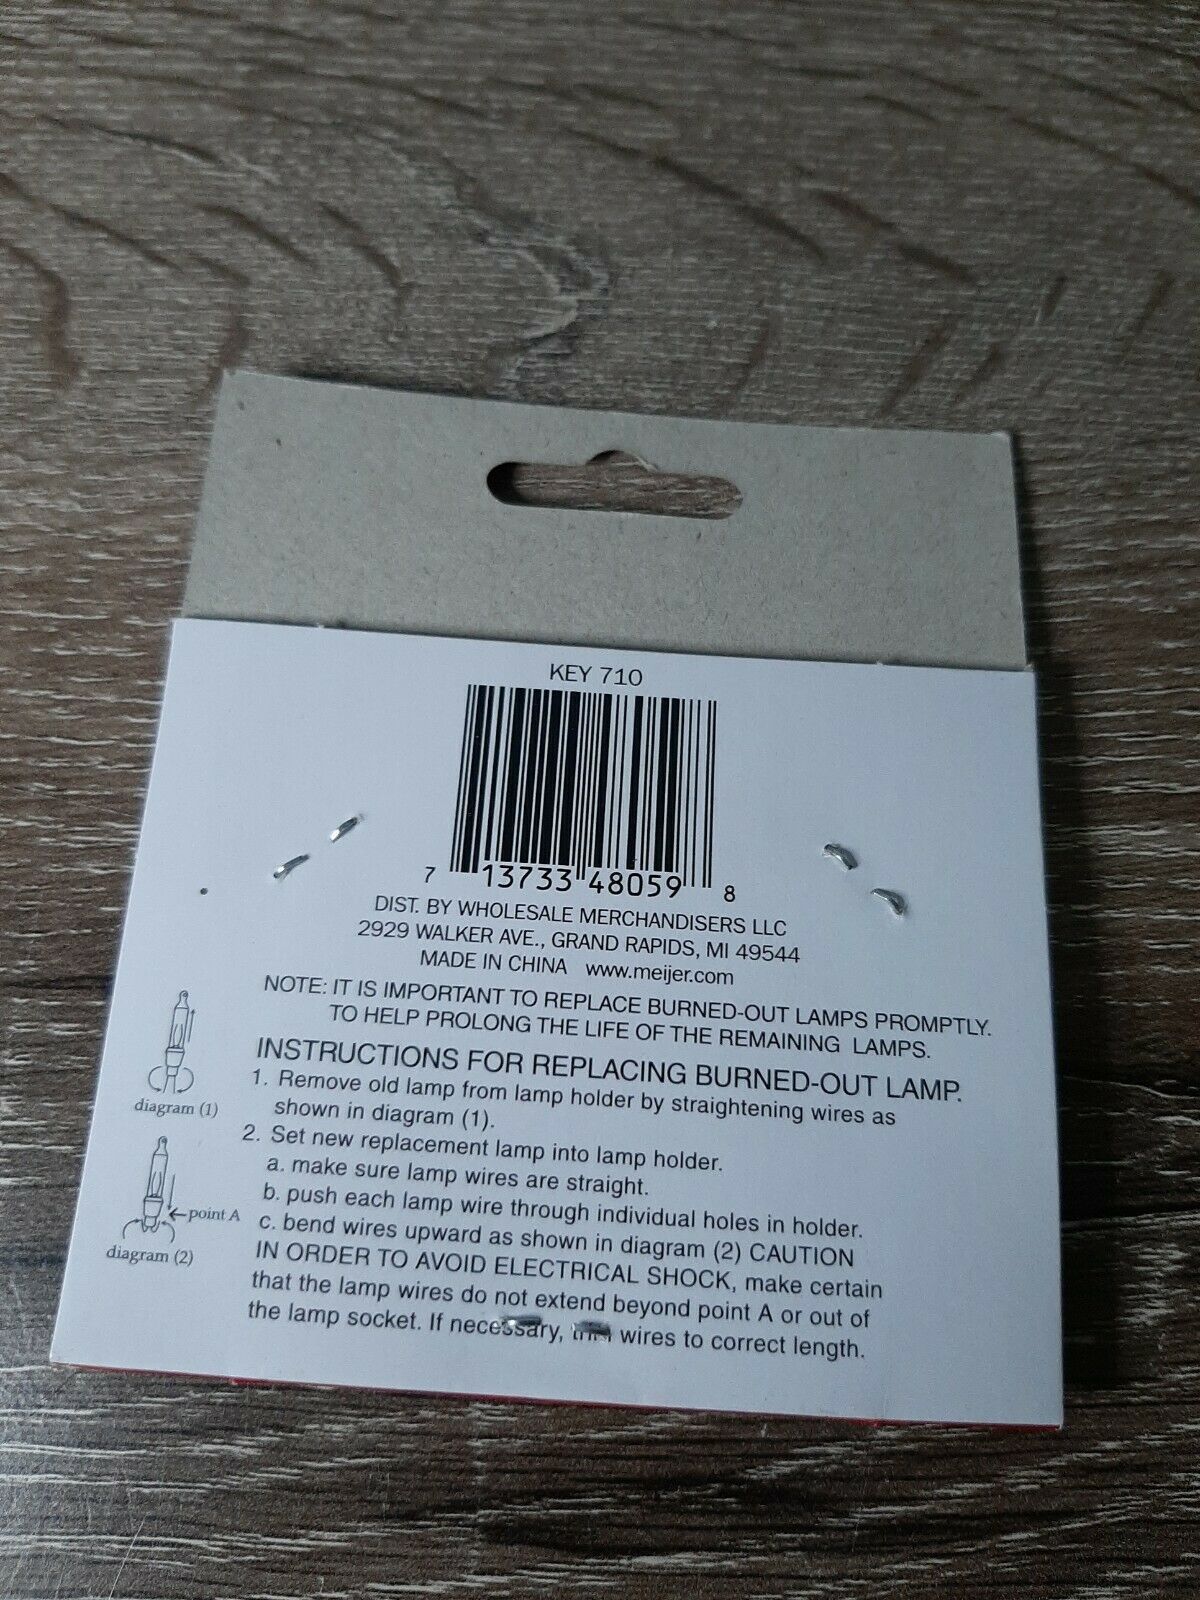 KEY 710
7 13733 48059 8
DIST. BY WHOLESALE MERCHANDISERS LLC
2929 WALKER AVE., GRAND RAPIDS, MI 49544
MADE IN CHINA www.meijer.com
NOTE: IT IS IMPORTANT TO REPLACE BURNED-OUT LAMPS PROMPTLY.
TO HELP PROLONG THE LIFE OF THE REMAINING LAMPS.
INSTRUCTIONS FOR REPLACING BURNED-OUT LAMP.
1. Remove old lamp from lamp holder by straightening wires as
shown in diagram (1).
2. Set new replacement lamp into lamp holder.
a. make sure lamp wires are straight.
b. push each lamp wire through individual holes in holder.
c. bend wires upward as shown in diagram (2) CAUTION
IN ORDER TO AVOID ELECTRICAL SHOCK, make certain
that the lamp wires do not extend beyond point A or out of
the lamp socket. If necessary, trim wires to correct length.
diagram (1)
point A
diagram (2)